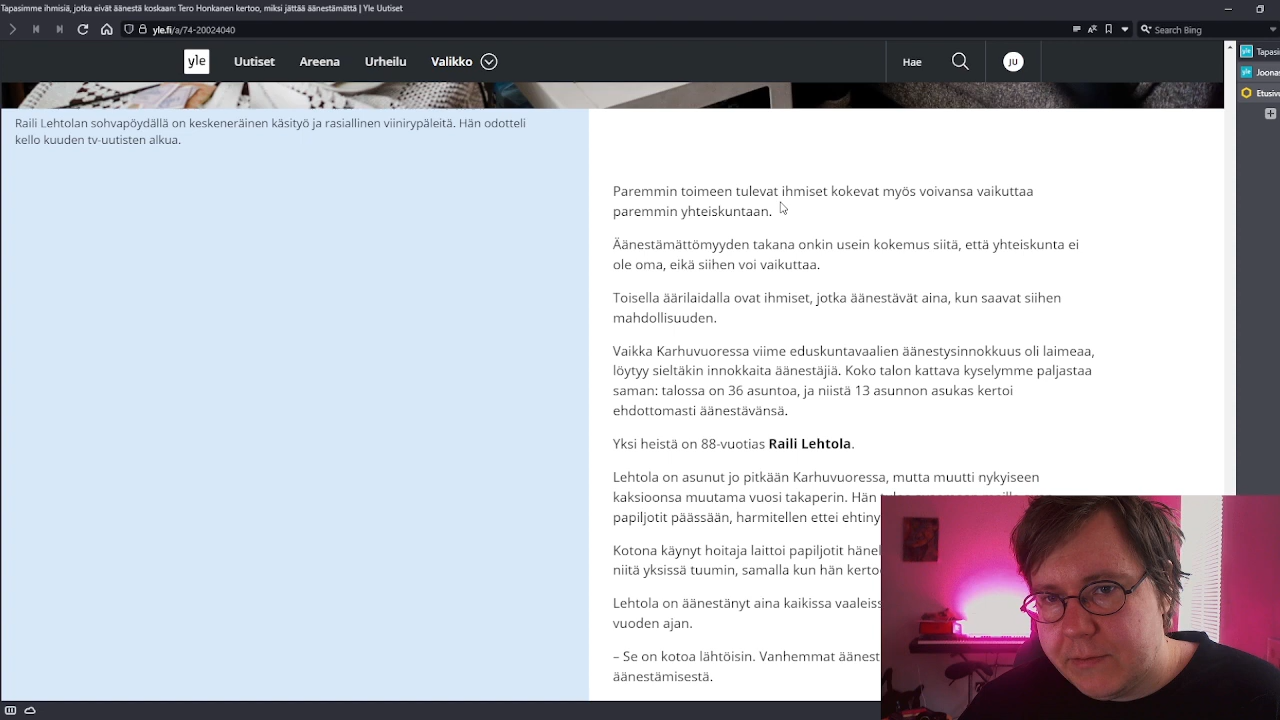 Tapasimme ihmisiä, jotka eivät äänestä koskaan: Tero Honkanen kertoo, miksi jättää äänestämättä | Yle Uutiset
yle.fi/a/74-20024040
Search Bing
yle
Uutiset
Areena
Urheilu
Valikko
Hae
JU
yle Tapasi
yle Joonas
Etusivu
Raili Lehtolan sohvapöydällä on keskeneräinen käsityö ja rasiallinen viinirypäleitä. Hän odotteli
kello kuuden tv-uutisten alkua.
Paremmin toimeen tulevat ihmiset kokevat myös voivansa vaikuttaa
paremmin yhteiskuntaan.
Äänestämättömyyden takana onkin usein kokemus siitä, että yhteiskunta ei
ole oma, eikä siihen voi vaikuttaa.
Toisella äärilaidalla ovat ihmiset, jotka äänestävät aina, kun saavat siihen
mahdollisuuden.
Vaikka Karhuvuoressa viime eduskuntavaalien äänestysinnokkuus oli laimeaa,
löytyy sieltäkin innokkaita äänestäjiä. Koko talon kattava kyselymme paljastaa
saman: talossa on 36 asuntoa, ja niistä 13 asunnon asukas kertoi
ehdottomasti äänestävänsä.
Yksi heistä on 88-vuotias Raili Lehtola.
Lehtola on asunut jo pitkään Karhuvuoressa, mutta muutti nykyiseen
kaksioonsa muutama vuosi takaperin. Hän
papiljotit päässään, harmitellen ettei ehtiny
Kotona käynyt hoitaja laittoi papiljotit hänel
niitä yksissä tuumin, samalla kun hän kertoo
Lehtola on äänestänyt aina kaikissa vaaleiss
vuoden ajan.
– Se on kotoa lähtöisin. Vanhemmat äänest
äänestämisestä.